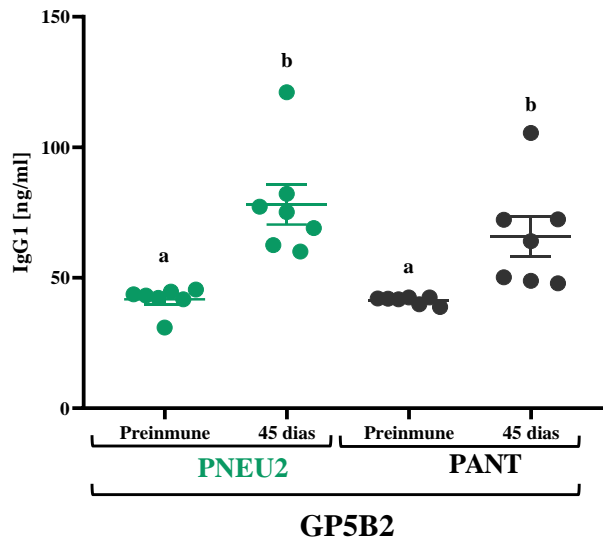 150
b
b
100
IgG1 [ng/ml]
a
a
50
0
Preinmune 45 dias Preinmune 45 dias
PNEU2 PANT
GP5B2